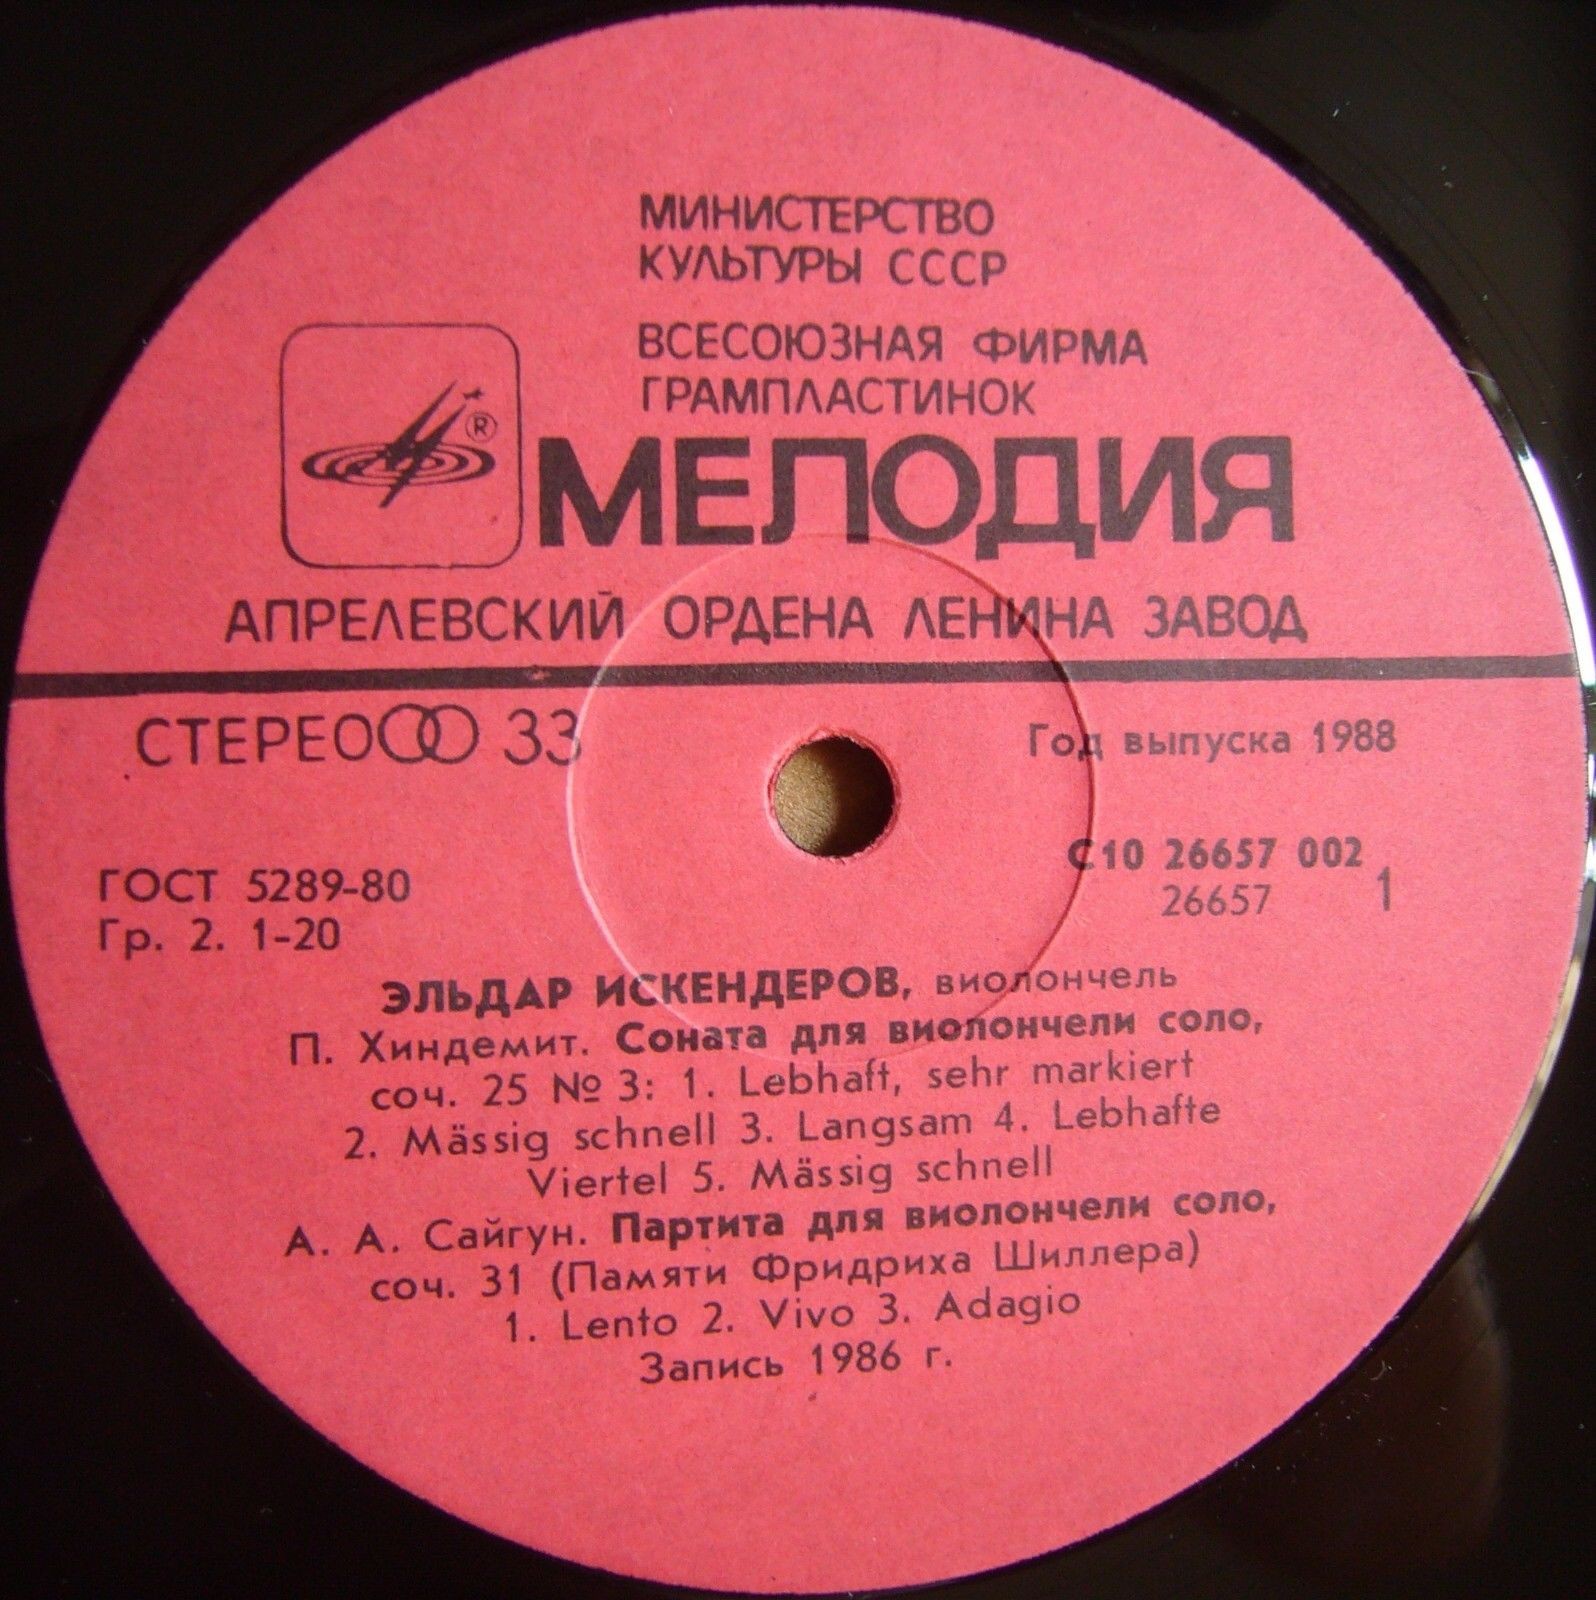 МИНИСТЕРСТВО
КУЛЬТУРЫ СССР
ВСЕСОЮЗНАЯ ФИРМА
ГРАМПЛАСТИНОК
®
МЕЛОДИЯ
АПРЕЛЕВСКИЙ ОРДЕНА ЛЕНИНА ЗАВОД
СТЕРЕО 33
Год выпуска 1988
ГОСТ 5289-80
Гр. 2. 1-20
С10 26657 002
26657 1
ЭЛЬДАР ИСКЕНДЕРОВ, виолончель
П. Хиндемит. Соната для виолончели соло,
соч. 25 № 3: 1. Lebhaft, sehr markiert
2. Mässig schnell 3. Langsam 4. Lebhafte
Viertel 5. Mässig schnell
А. А. Сайгун. Партита для виолончели соло,
соч. 31 (Памяти Фридриха Шиллера)
1. Lento 2. Vivo 3. Adagio
Запись 1986 г.